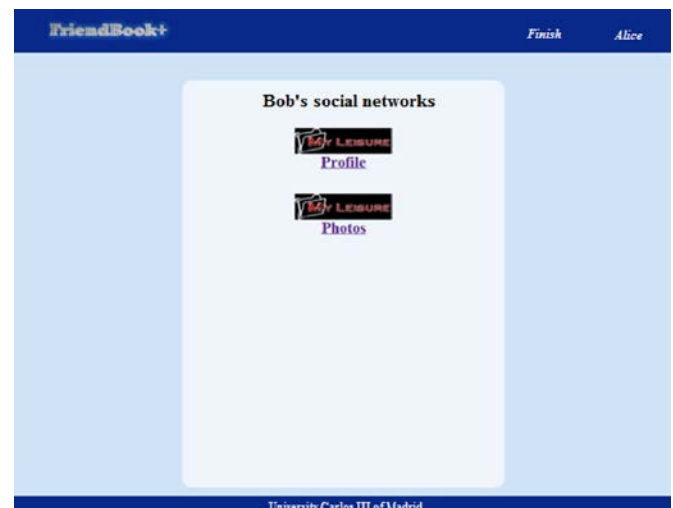 FriendBook+
Finish Alice
Bob's social networks
My Leisure
Profile
My Leisure
Photos
University Carlos III of Madrid